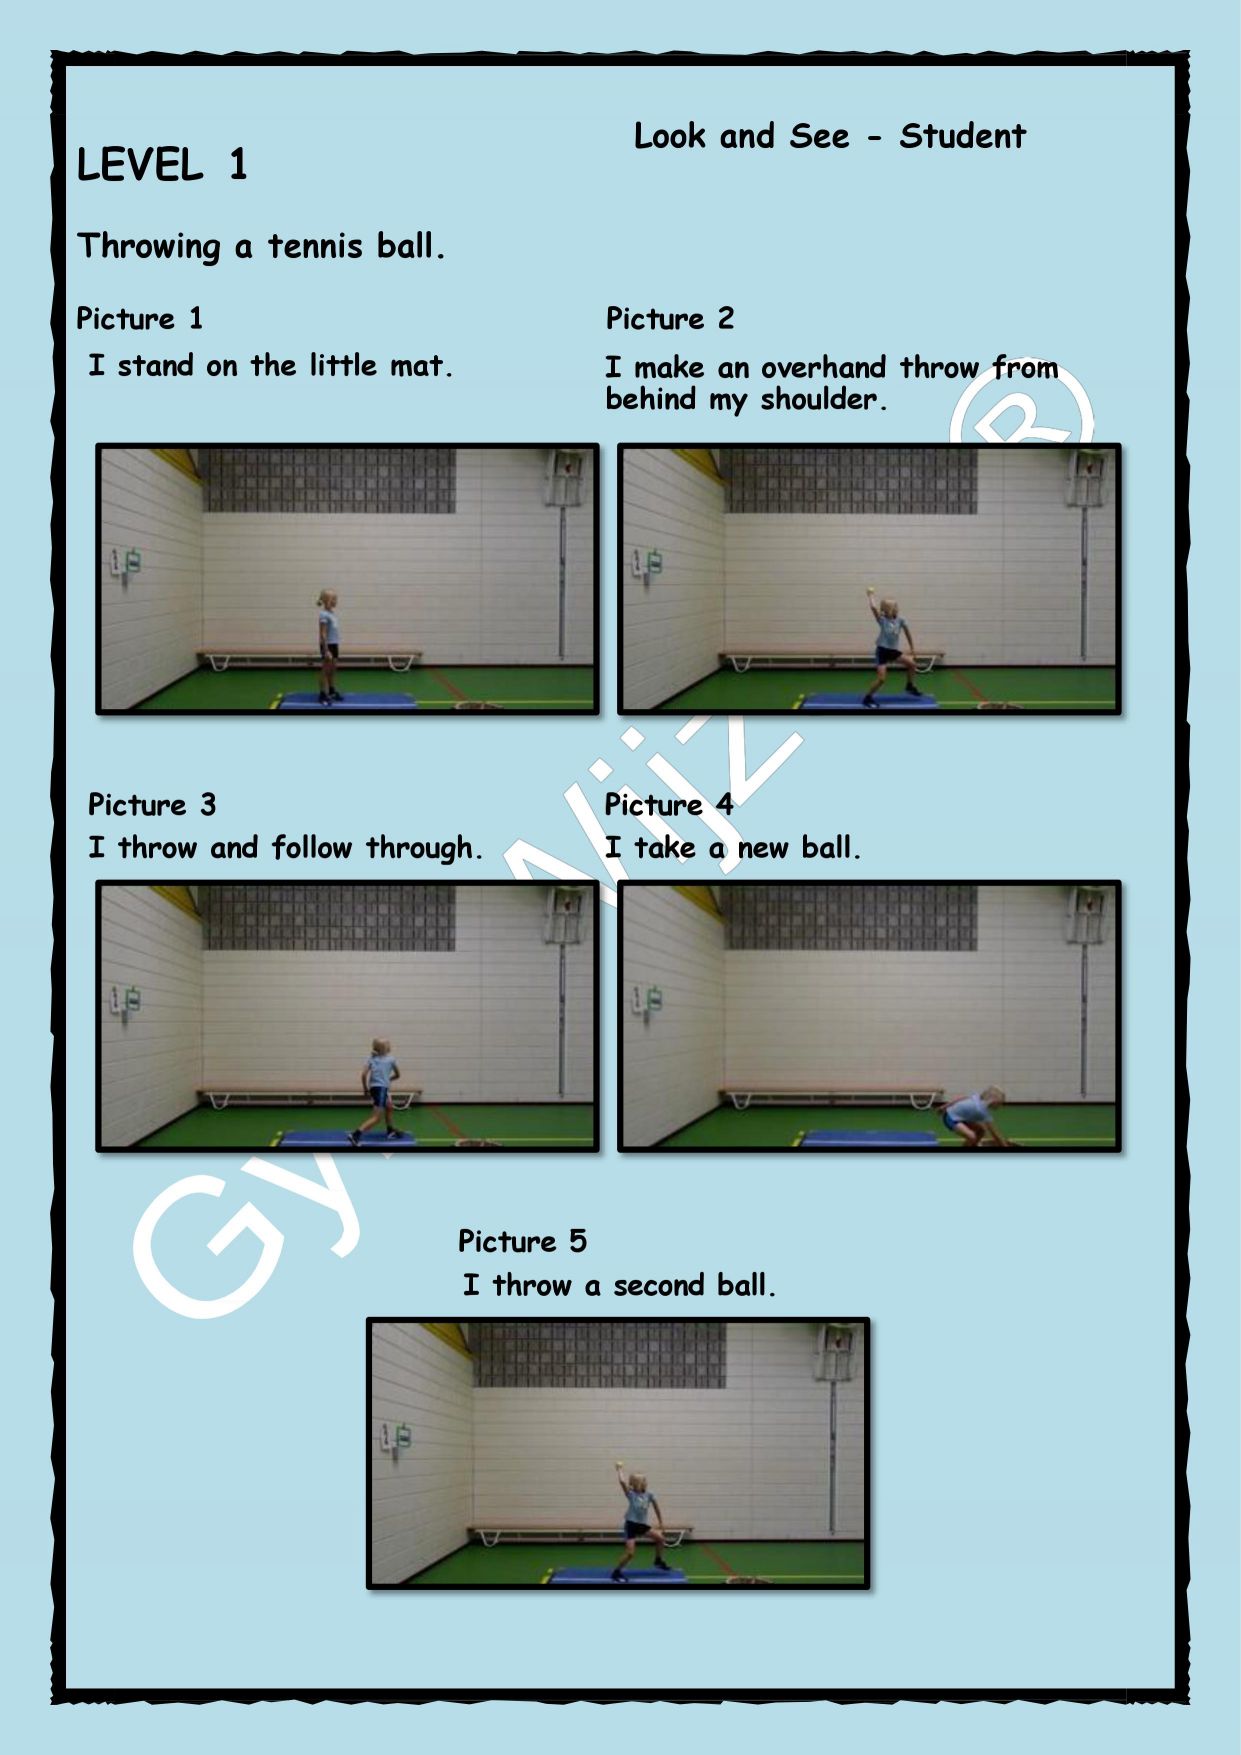 Look and See - Student
LEVEL 1
Throwing a tennis ball.
Picture 1
I stand on the little mat.
Picture 2
I make an overhand throw from
behind my shoulder.
Picture 3
I throw and follow through.
Picture 4
I take a new ball.
Picture 5
I throw a second ball.